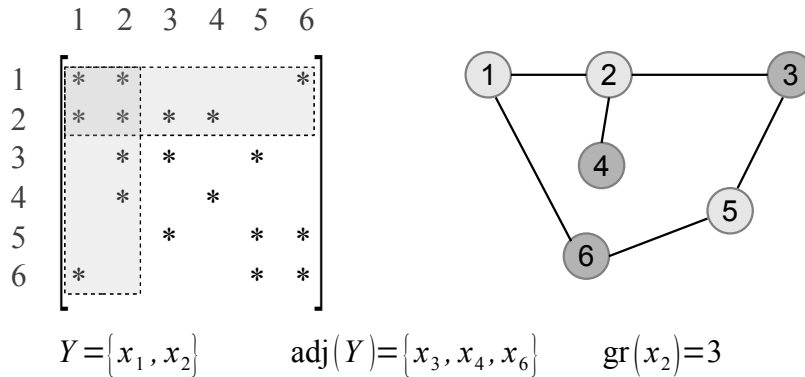 1 2 3 4 5 6
1 * * *
2 * * * *
3 * * *
4 * *
5 * * *
6 * * *
1 2 3
4
5
6
Y={x₁, x₂} adj(Y)={x₃, x₄, x₆} gr(x₂)=3